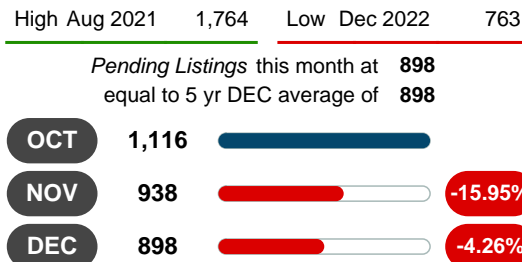 High Aug 2021 1,764 Low Dec 2022 763
Pending Listings this month at 898
equal to 5 yr DEC average of 898
OCT 1,116
NOV 938 -15.95%
DEC 898 -4.26%